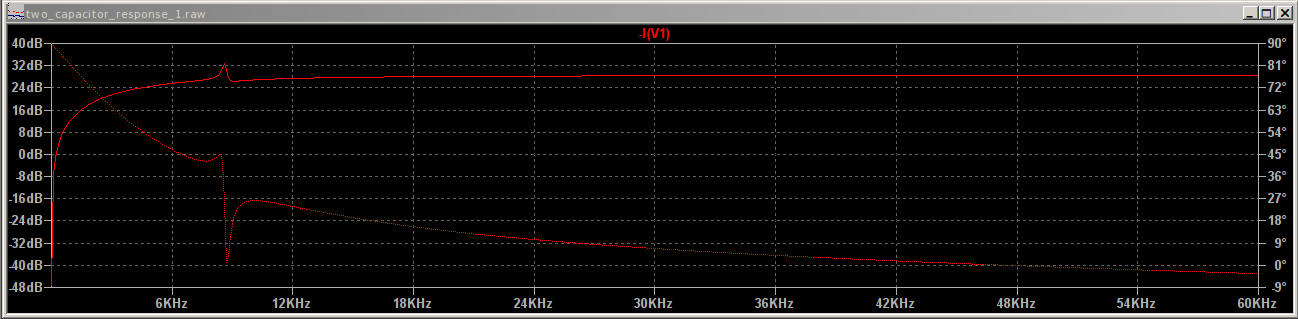 two_capacitor_response_1.raw
-I(V1)
40dB
32dB
24dB
16dB
8dB
0dB
-8dB
-16dB
-24dB
-32dB
-40dB
-48dB
90°
81°
72°
63°
54°
45°
36°
27°
18°
9°
0°
-9°
6KHz 12KHz 18KHz 24KHz 30KHz 36KHz 42KHz 48KHz 54KHz 60KHz